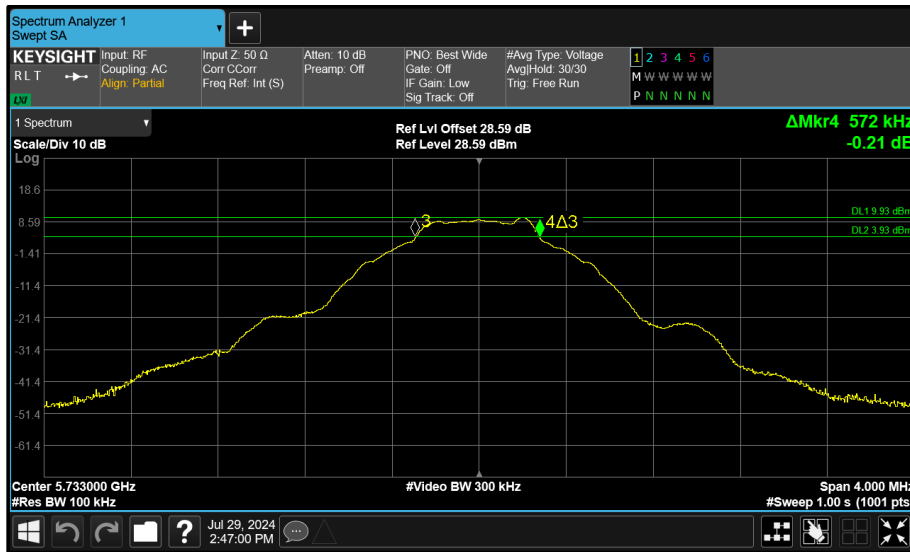 Spectrum Analyzer 1
Swept SA
+
KEYSIGHT
R L T
LXI
Input: RF
Coupling: AC
Align: Partial
Input Z: 50 Ω
Corr CCorr
Freq Ref: Int (S)
Atten: 10 dB
Preamp: Off
PNO: Best Wide
Gate: Off
IF Gain: Low
Sig Track: Off
#Avg Type: Voltage
Avg|Hold: 30/30
Trig: Free Run
1 2 3 4 5 6
M W W W W W
P N N N N N
1 Spectrum
Scale/Div 10 dB
Log
Ref Lvl Offset 28.59 dB
Ref Level 28.59 dBm
ΔMkr4 572 kHz
-0.21 dB
18.6
8.59
-1.41
-11.4
-21.4
-31.4
-41.4
-51.4
-61.4
3
4Δ3
DL1 9.93 dBm
DL2 3.93 dBm
Center 5.733000 GHz
#Res BW 100 kHz
#Video BW 300 kHz
Span 4.000 MHz
#Sweep 1.00 s (1001 pts
?
Jul 29, 2024
2:47:00 PM